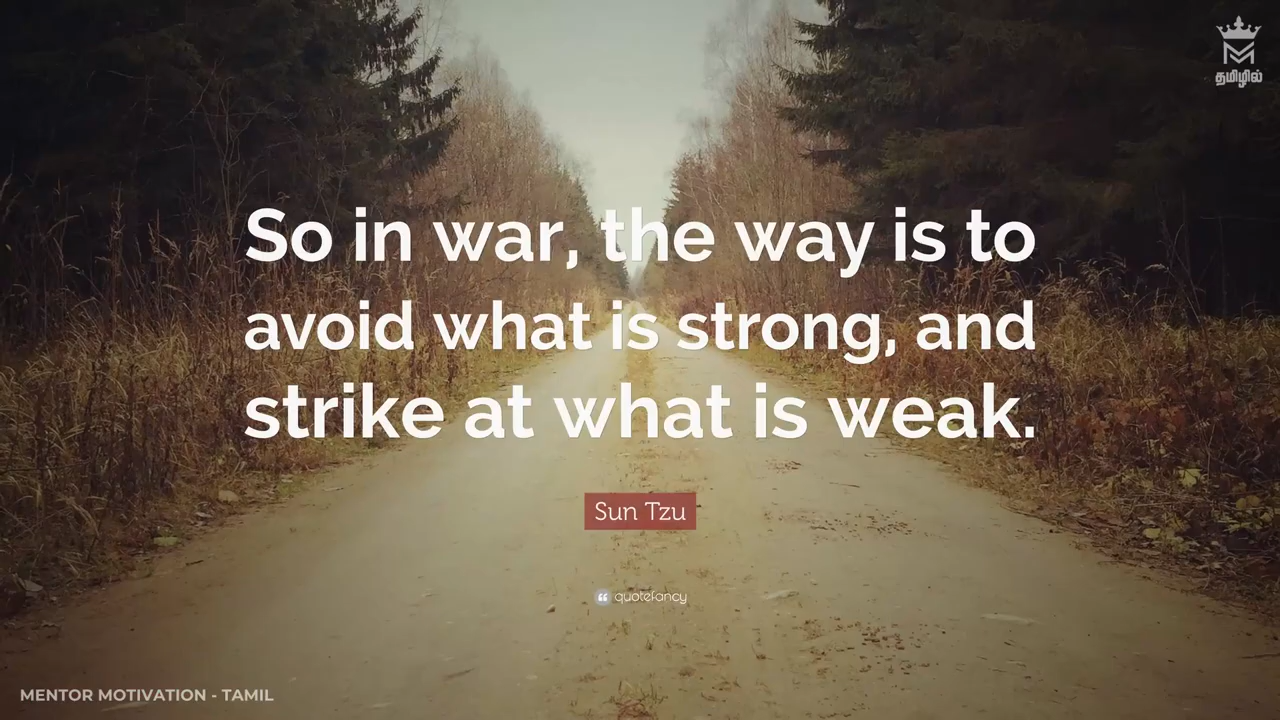 தமிழில்
So in war, the way is to
avoid what is strong, and
strike at what is weak.
Sun Tzu
quotefancy
MENTOR MOTIVATION - TAMIL